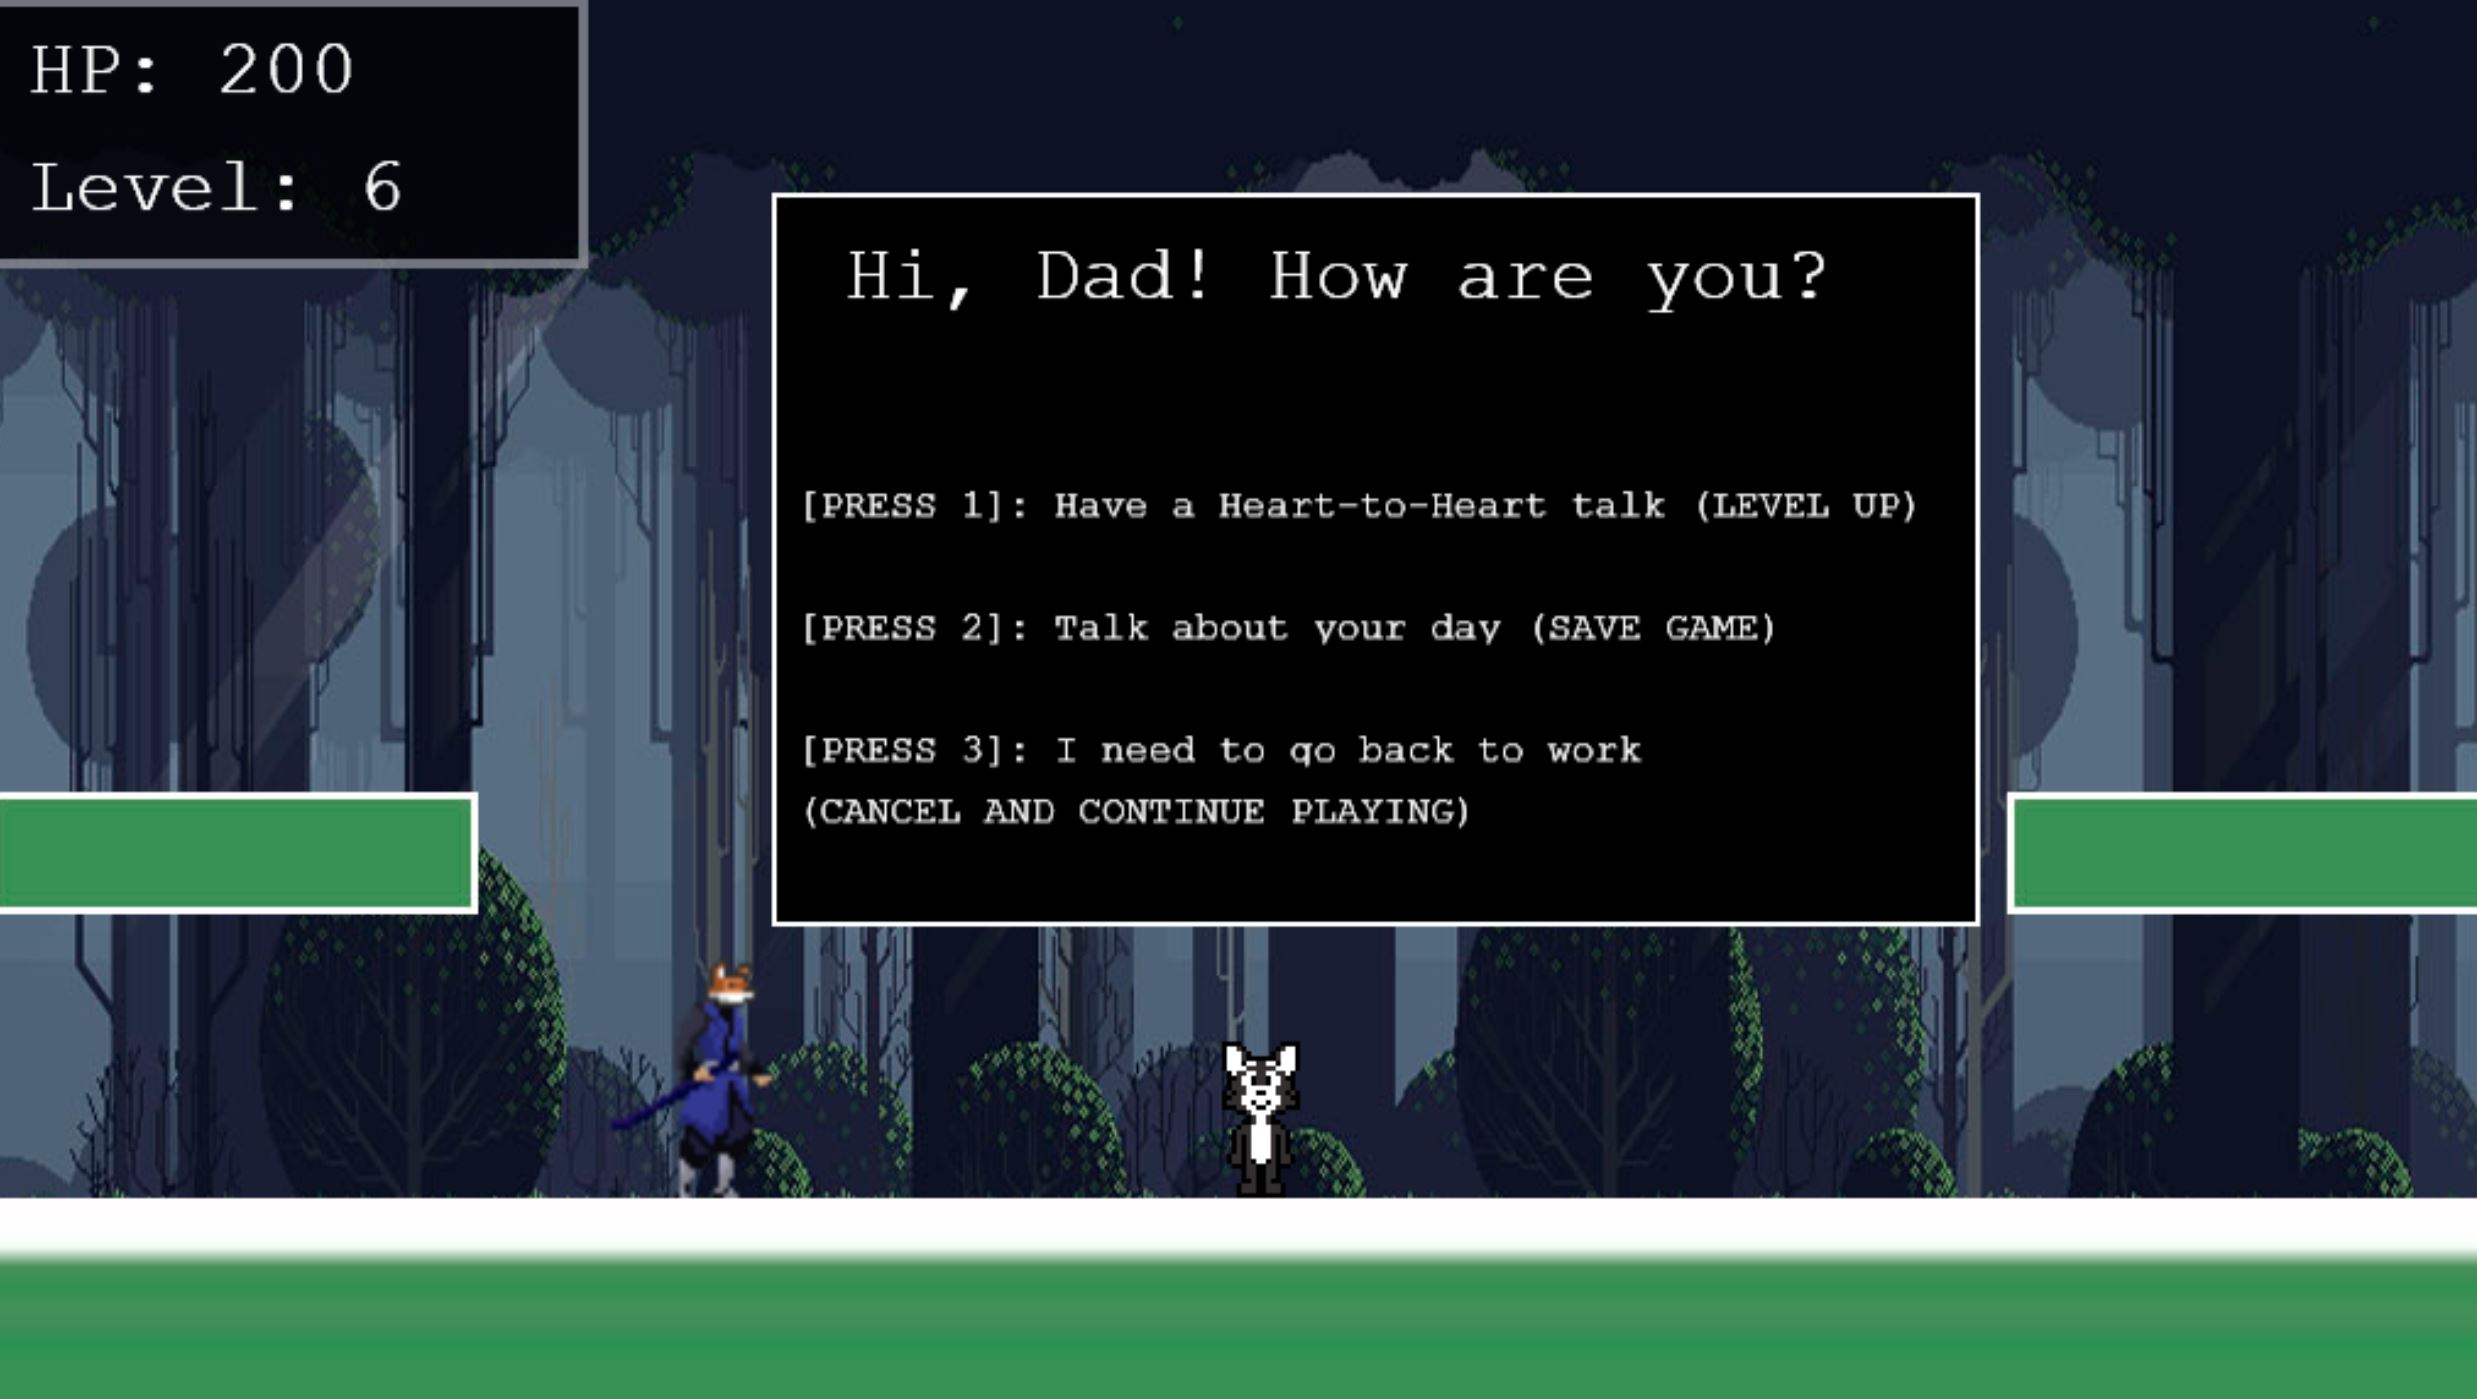 HP: 200
Level: 6
Hi, Dad! How are you?
[PRESS 1]: Have a Heart-to-Heart talk (LEVEL UP)
[PRESS 2]: Talk about your day (SAVE GAME)
[PRESS 3]: I need to go back to work
(CANCEL AND CONTINUE PLAYING)